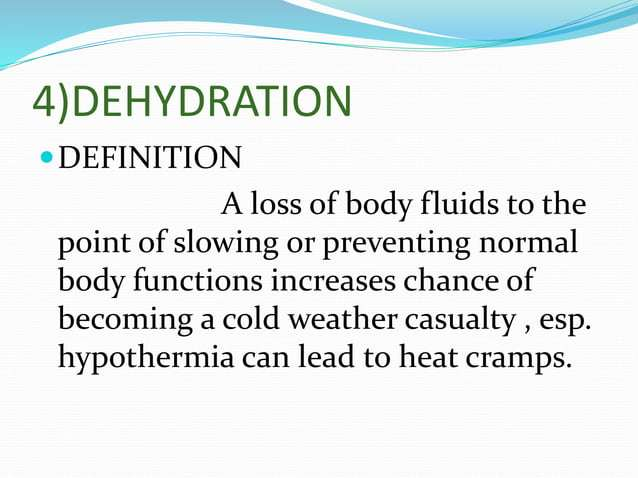 4)DEHYDRATION
DEFINITION
A loss of body fluids to the
point of slowing or preventing normal
body functions increases chance of
becoming a cold weather casualty , esp.
hypothermia can lead to heat cramps.